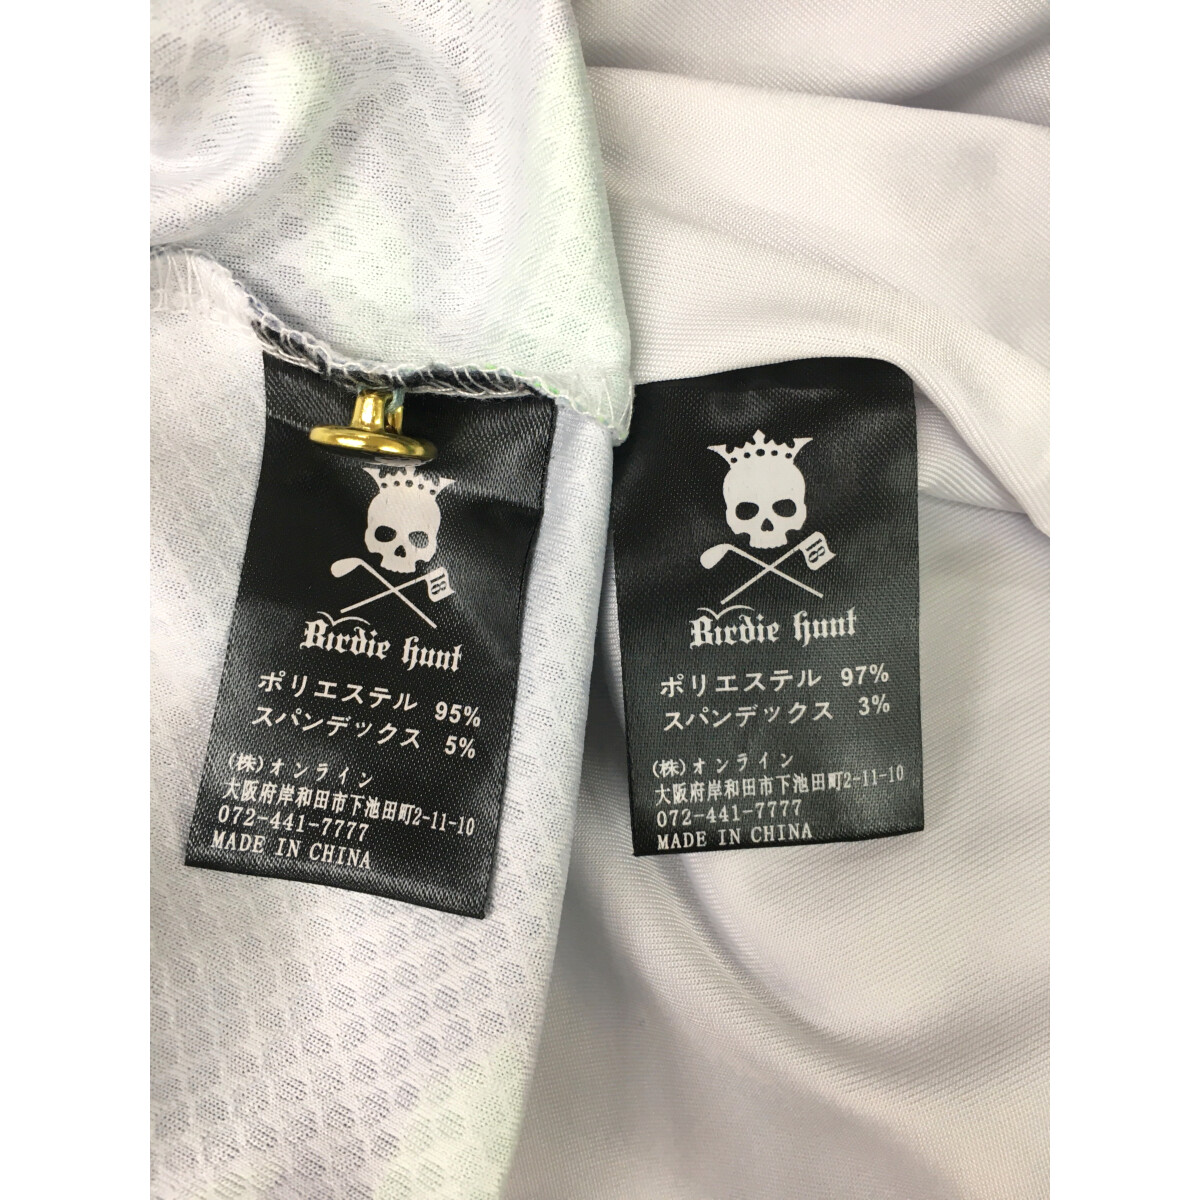 18
Birdie hunt
ポリエステル 95%
スパンデックス 5%
(株)オンライン
大阪府岸和田市下池田町2-11-10
072-441-7777
MADE IN CHINA
18
Birdie hunt
ポリエステル 97%
スパンデックス 3%
(株)オンライン
大阪府岸和田市下池田町2-11-10
072-441-7777
MADE IN CHINA